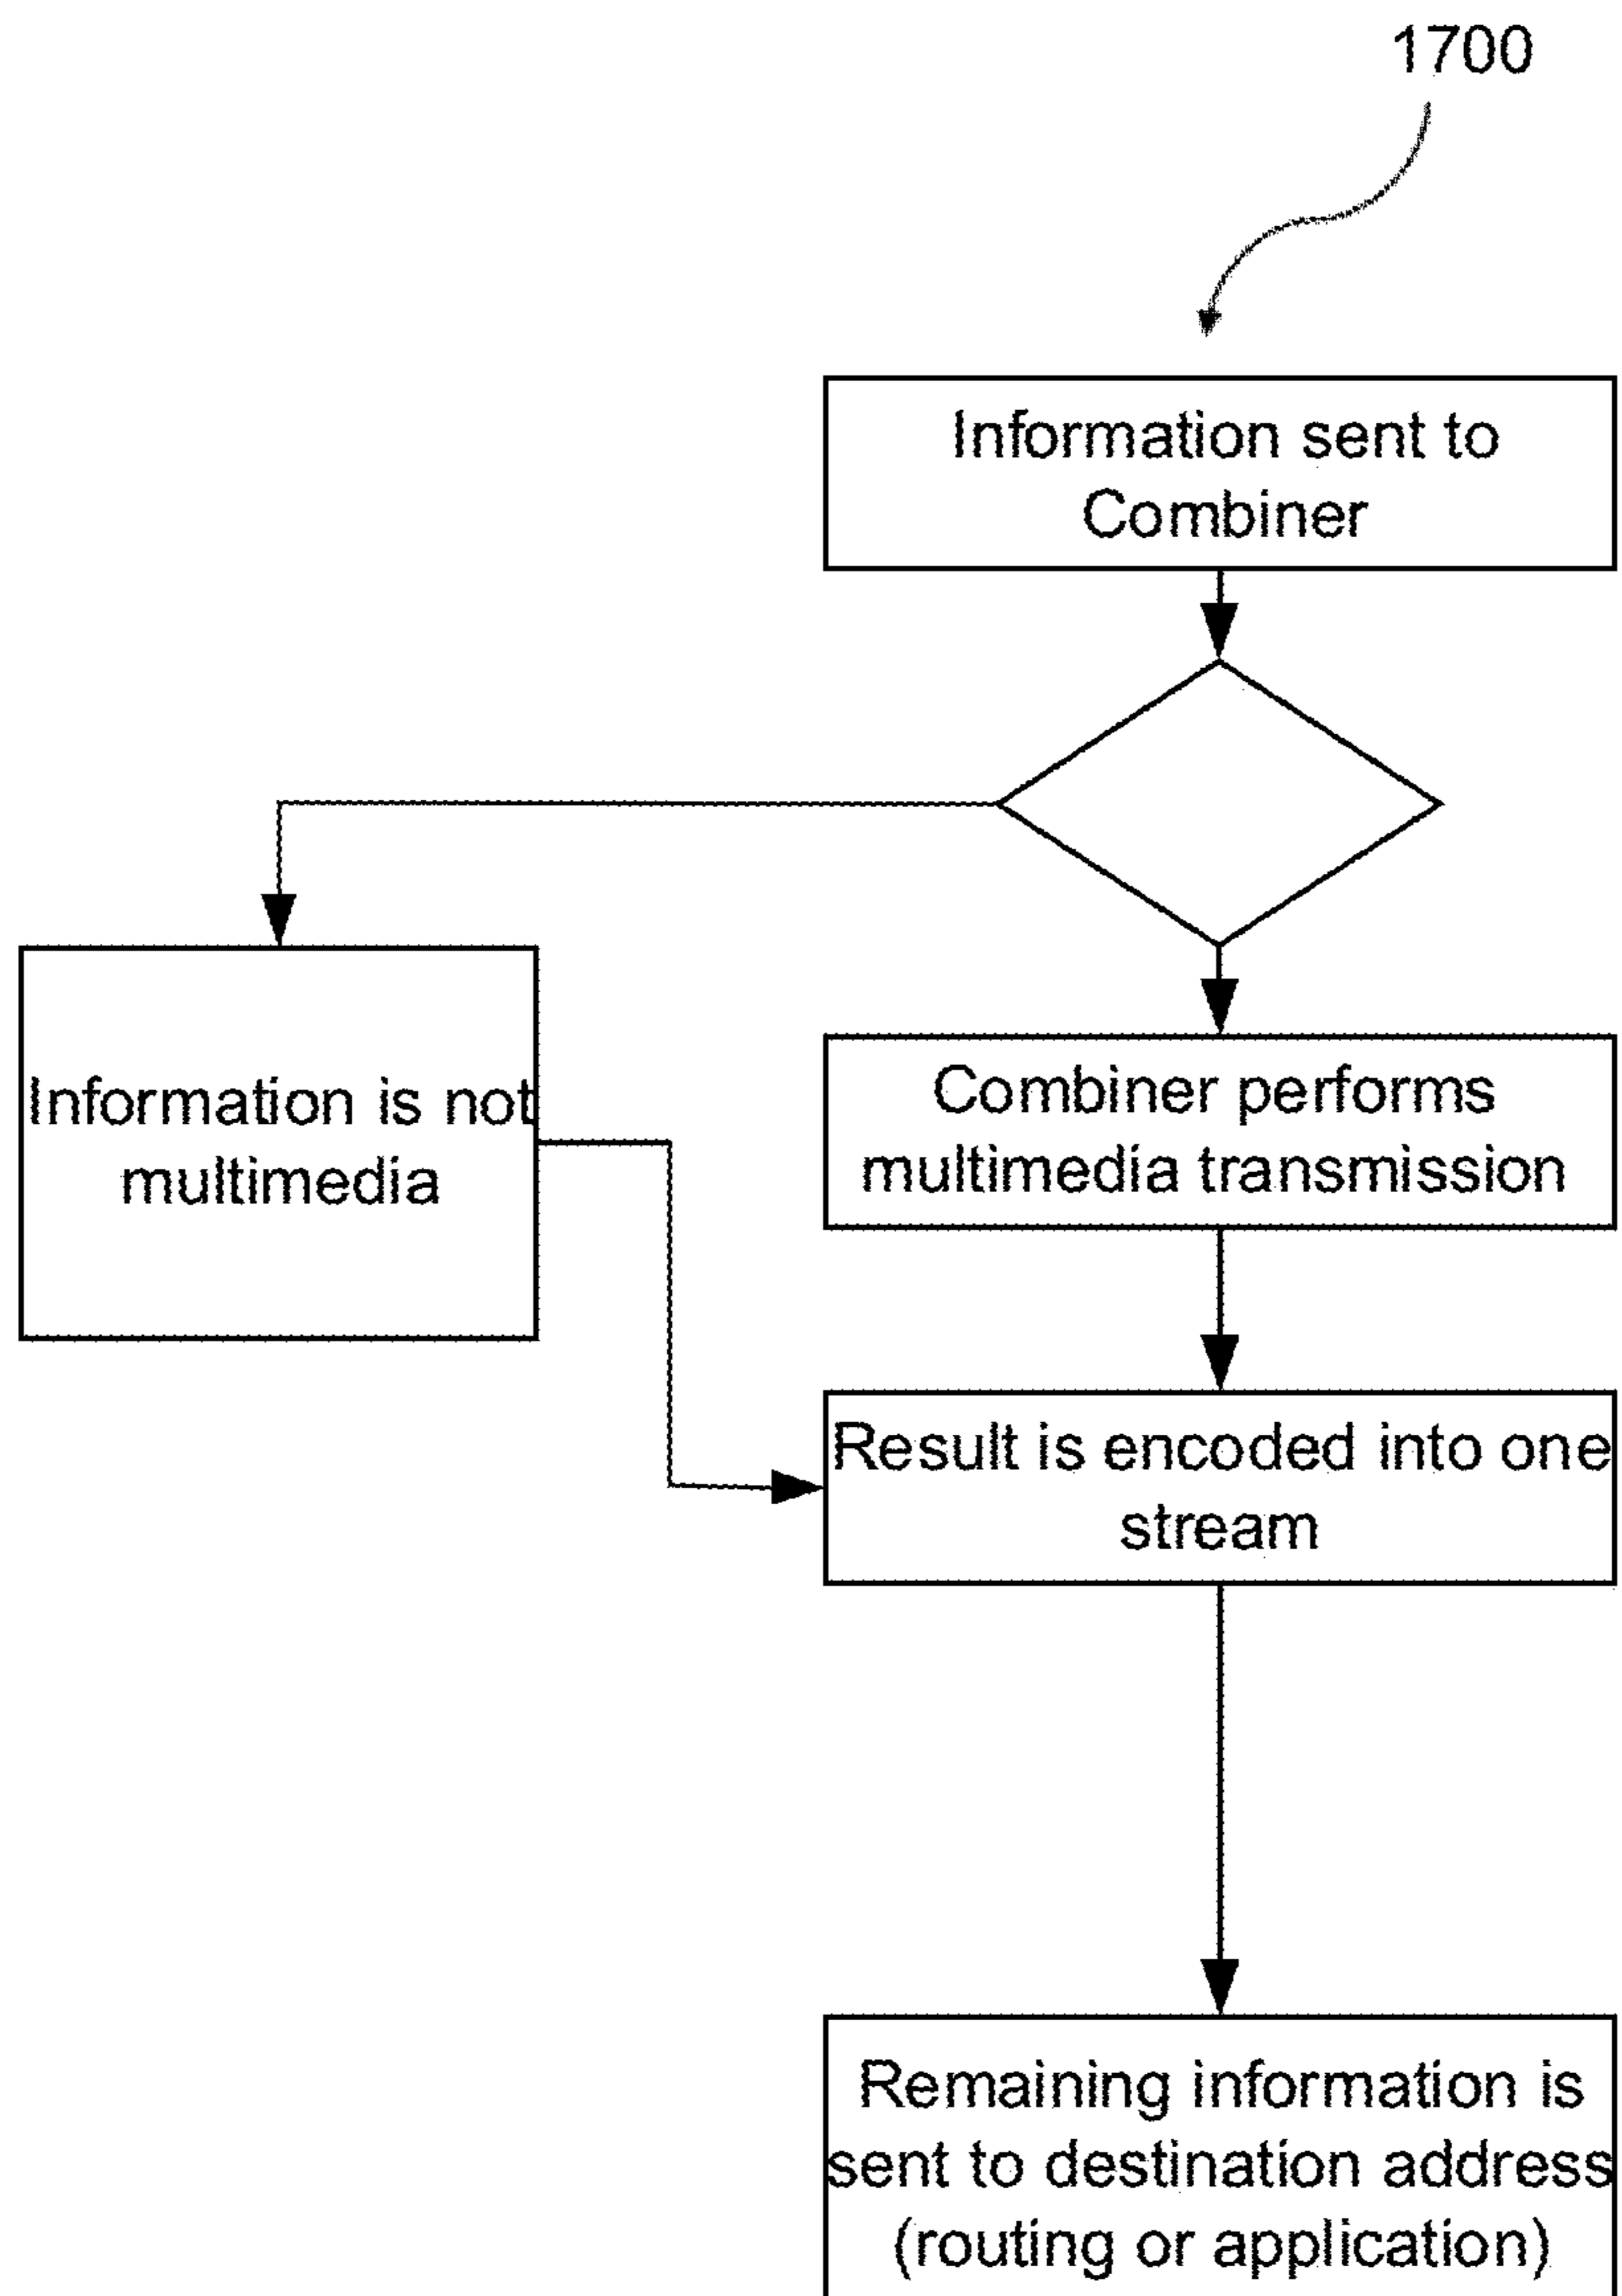 1700
Information sent to
Combiner
Information is not
multimedia
Combiner performs
multimedia transmission
Result is encoded into one
stream
Remaining information is
sent to destination address
(routing or application)